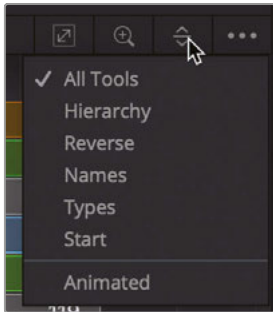 All Tools
Hierarchy
Reverse
Names
Types
Start
Animated